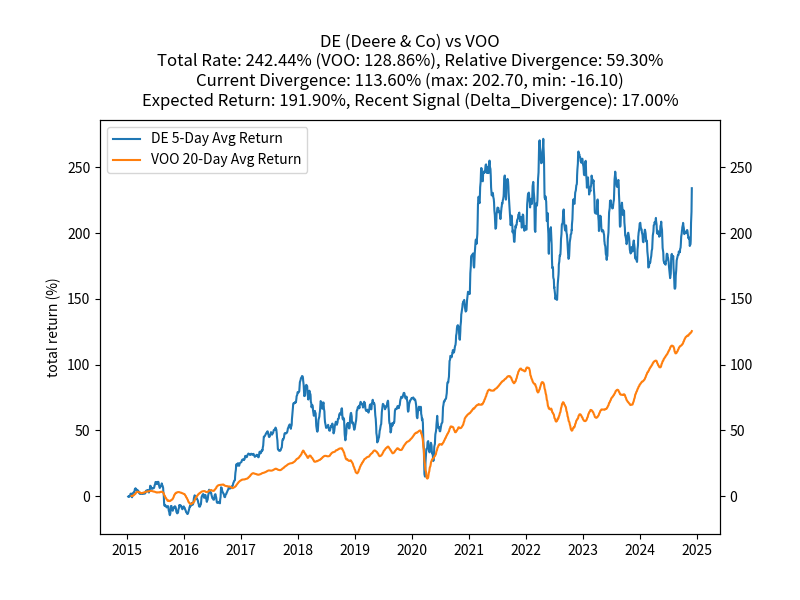 DE (Deere & Co) vs VOO
Total Rate: 242.44% (VOO: 128.86%), Relative Divergence: 59.30%
Current Divergence: 113.60% (max: 202.70, min: -16.10)
Expected Return: 191.90%, Recent Signal (Delta_Divergence): 17.00%
DE 5-Day Avg Return
VOO 20-Day Avg Return
total return (%)
250
200
150
100
50
0
250
200
150
100
50
0
2015 2016 2017 2018 2019 2020 2021 2022 2023 2024 2025